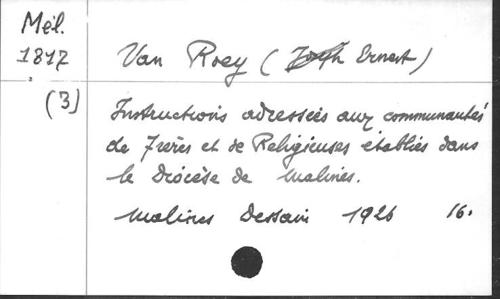 Mél.
1817
(3)
Van Roey (Joseph Ernest)
Instructions adressées aux communautés
de Frères et de Religieuses établies dans
le Diocèse de Malines.
Malines Dessain 1926 16.